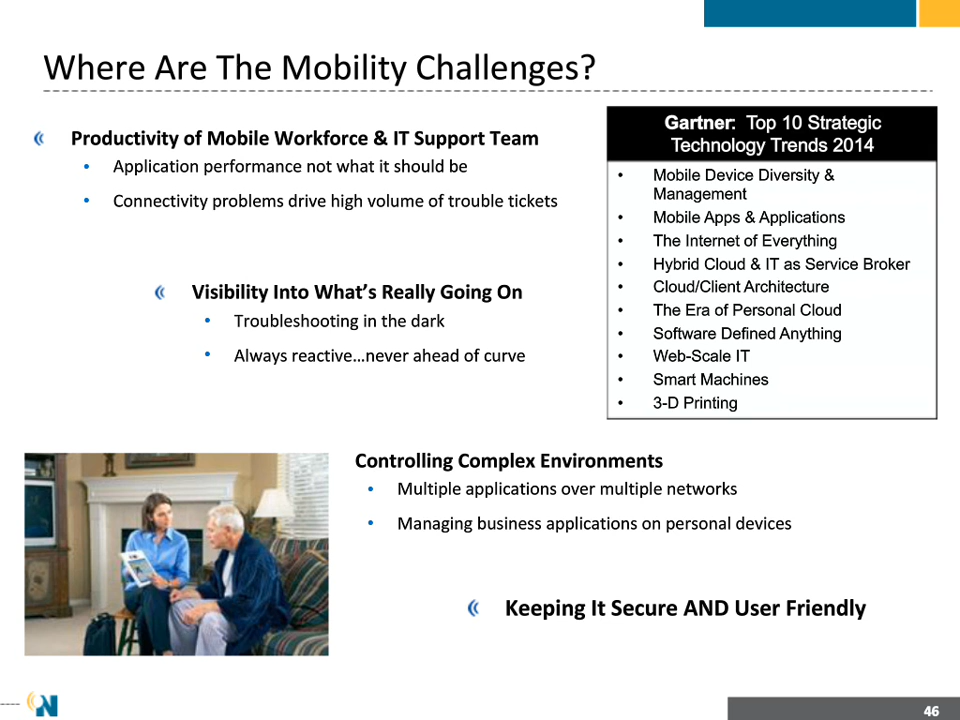 Where Are The Mobility Challenges?
Productivity of Mobile Workforce & IT Support Team
• Application performance not what it should be
• Connectivity problems drive high volume of trouble tickets
Visibility Into What’s Really Going On
• Troubleshooting in the dark
• Always reactive…never ahead of curve
Gartner: Top 10 Strategic
Technology Trends 2014
• Mobile Device Diversity &
Management
• Mobile Apps & Applications
• The Internet of Everything
• Hybrid Cloud & IT as Service Broker
• Cloud/Client Architecture
• The Era of Personal Cloud
• Software Defined Anything
• Web-Scale IT
• Smart Machines
• 3-D Printing
Controlling Complex Environments
• Multiple applications over multiple networks
• Managing business applications on personal devices
Keeping It Secure AND User Friendly
N
46